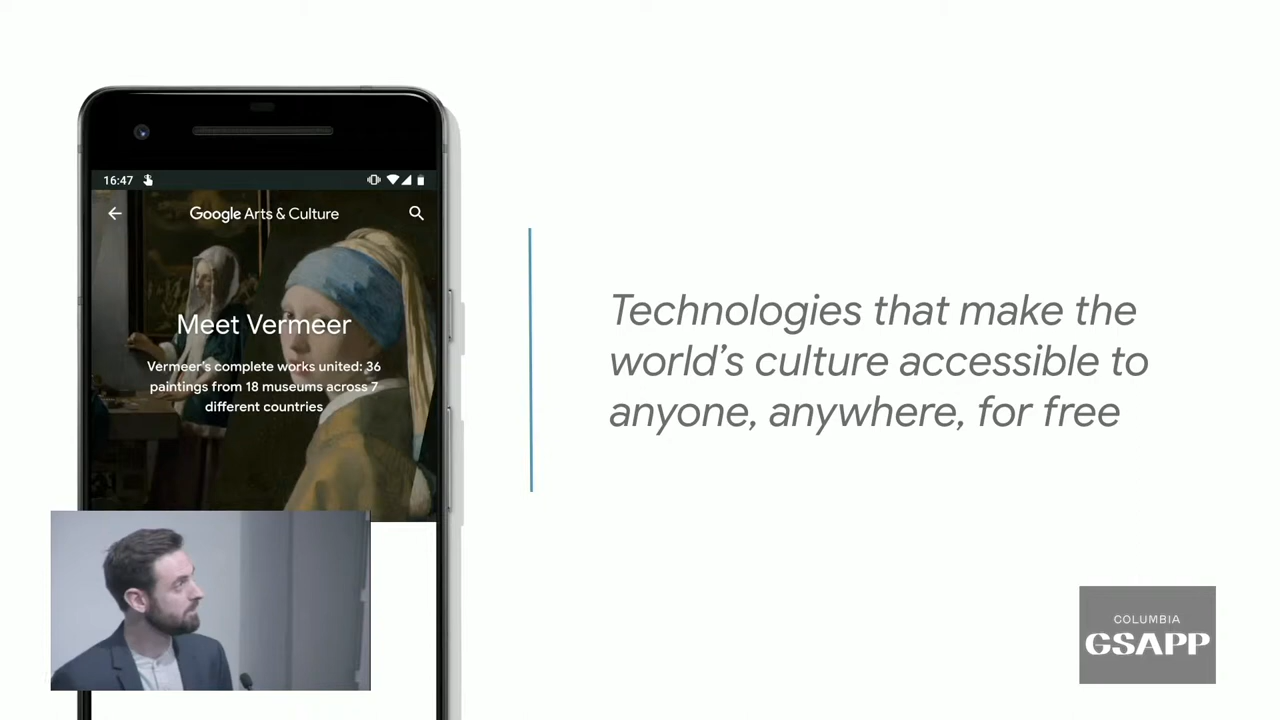 16:47
Google Arts & Culture
Meet Vermeer
Vermeer's complete works united: 36
paintings from 18 museums across 7
different countries
Technologies that make the
world’s culture accessible to
anyone, anywhere, for free
COLUMBIA
GSAPP